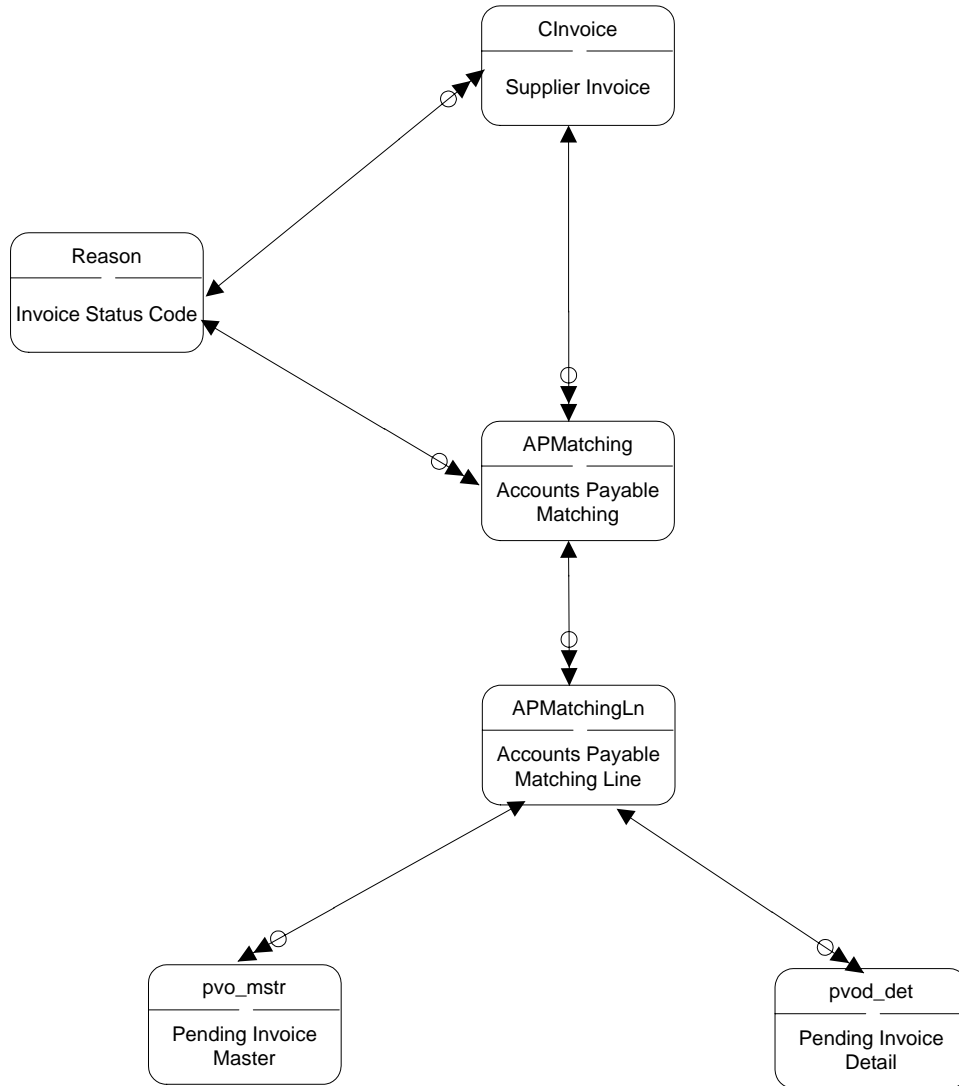 CInvoice
Supplier Invoice
Reason
Invoice Status Code
APMatching
Accounts Payable
Matching
APMatchingLn
Accounts Payable
Matching Line
pvo_mstr
Pending Invoice
Master
pvod_det
Pending Invoice
Detail